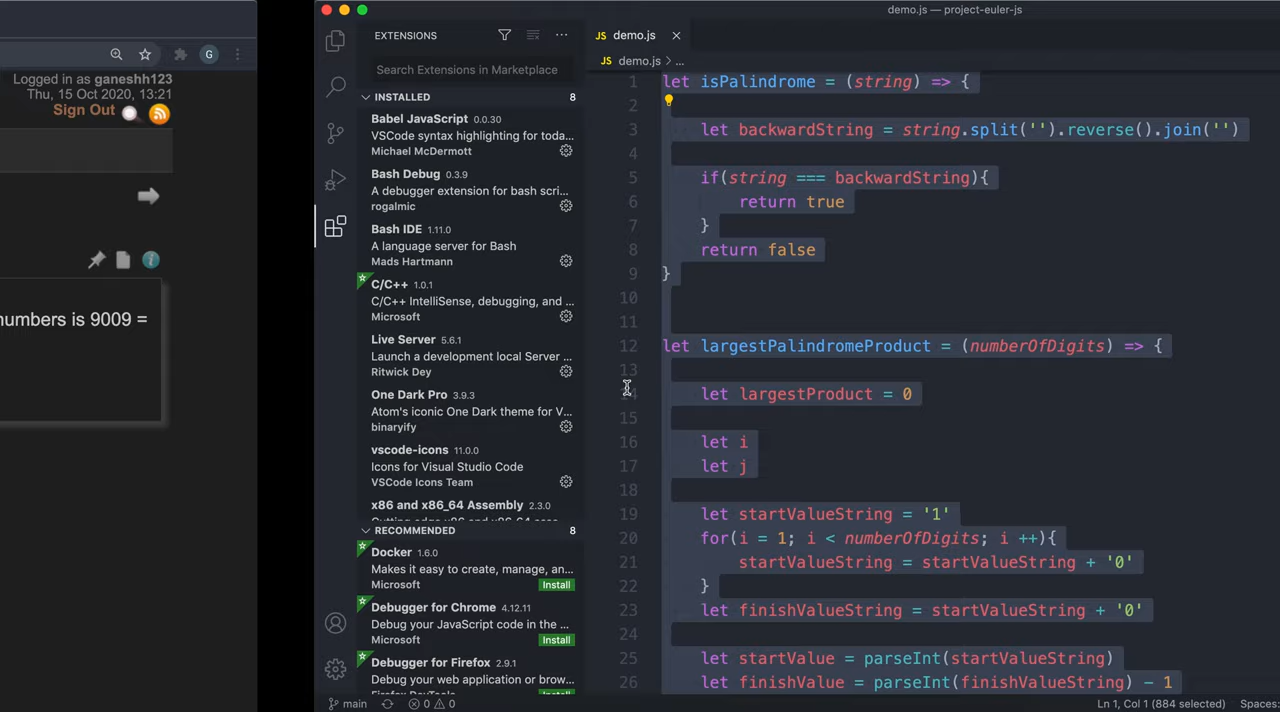 Logged in as ganeshh123
Thu, 15 Oct 2020, 13:21
Sign Out
numbers is 9009 =
demo.js — project-euler-js
EXTENSIONS
Search Extensions in Marketplace
INSTALLED 8
Babel JavaScript 0.0.30
VSCode syntax highlighting for toda...
Michael McDermott
Bash Debug 0.3.9
A debugger extension for bash scri...
rogalmic
Bash IDE 1.11.0
A language server for Bash
Mads Hartmann
C/C++ 1.0.1
C/C++ IntelliSense, debugging, and ...
Microsoft
Live Server 5.6.1
Launch a development local Server ...
Ritwick Dey
One Dark Pro 3.9.3
Atom's iconic One Dark theme for V...
binaryify
vscode-icons 11.0.0
Icons for Visual Studio Code
VSCode Icons Team
x86 and x86_64 Assembly 2.3.0
RECOMMENDED 8
Docker 1.6.0
Makes it easy to create, manage, an...
Microsoft Install
Debugger for Chrome 4.12.11
Debug your JavaScript code in the ...
Microsoft Install
Debugger for Firefox 2.9.1
Debug your web application or brow...
Firefox DevTools Install
JS demo.js
JS demo.js > ...
1 let isPalindrome = (string) => {
2
3 let backwardString = string.split('').reverse().join('')
4
5 if(string === backwardString){
6 return true
7 }
8 return false
9 }
10
11
12 let largestPalindromeProduct = (numberOfDigits) => {
13
14 let largestProduct = 0
15
16 let i
17 let j
18
19 let startValueString = '1'
20 for(i = 1; i < numberOfDigits; i ++){
21 startValueString = startValueString + '0'
22 }
23 let finishValueString = startValueString + '0'
24
25 let startValue = parseInt(startValueString)
26 let finishValue = parseInt(finishValueString) - 1
main 0 0
Ln 1, Col 1 (884 selected) Spaces: